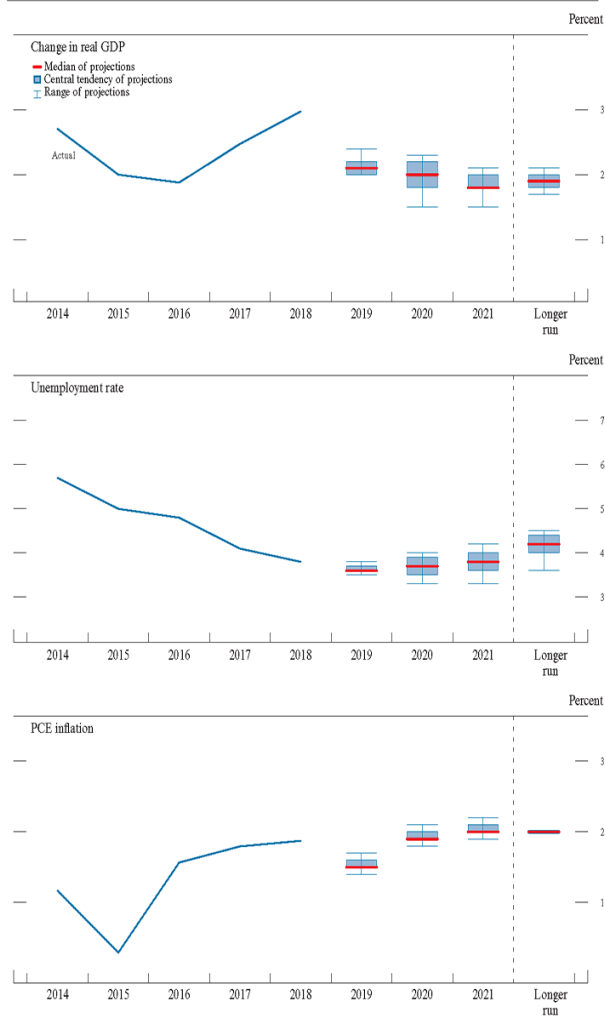 Percent
Change in real GDP
Median of projections
Central tendency of projections
Range of projections
3
Actual
2
1
2014 2015 2016 2017 2018 2019 2020 2021 Longer
run
Percent
Unemployment rate
7
6
5
4
3
2014 2015 2016 2017 2018 2019 2020 2021 Longer
run
Percent
PCE inflation
3
2
1
2014 2015 2016 2017 2018 2019 2020 2021 Longer
run